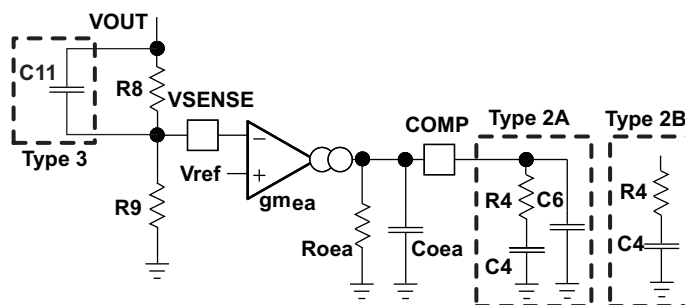 VOUT
C11
R8
VSENSE
Type 3
R9
Vref
−
+
gmea
COMP
Roea
Coea
Type 2A
R4
C6
C4
Type 2B
R4
C4